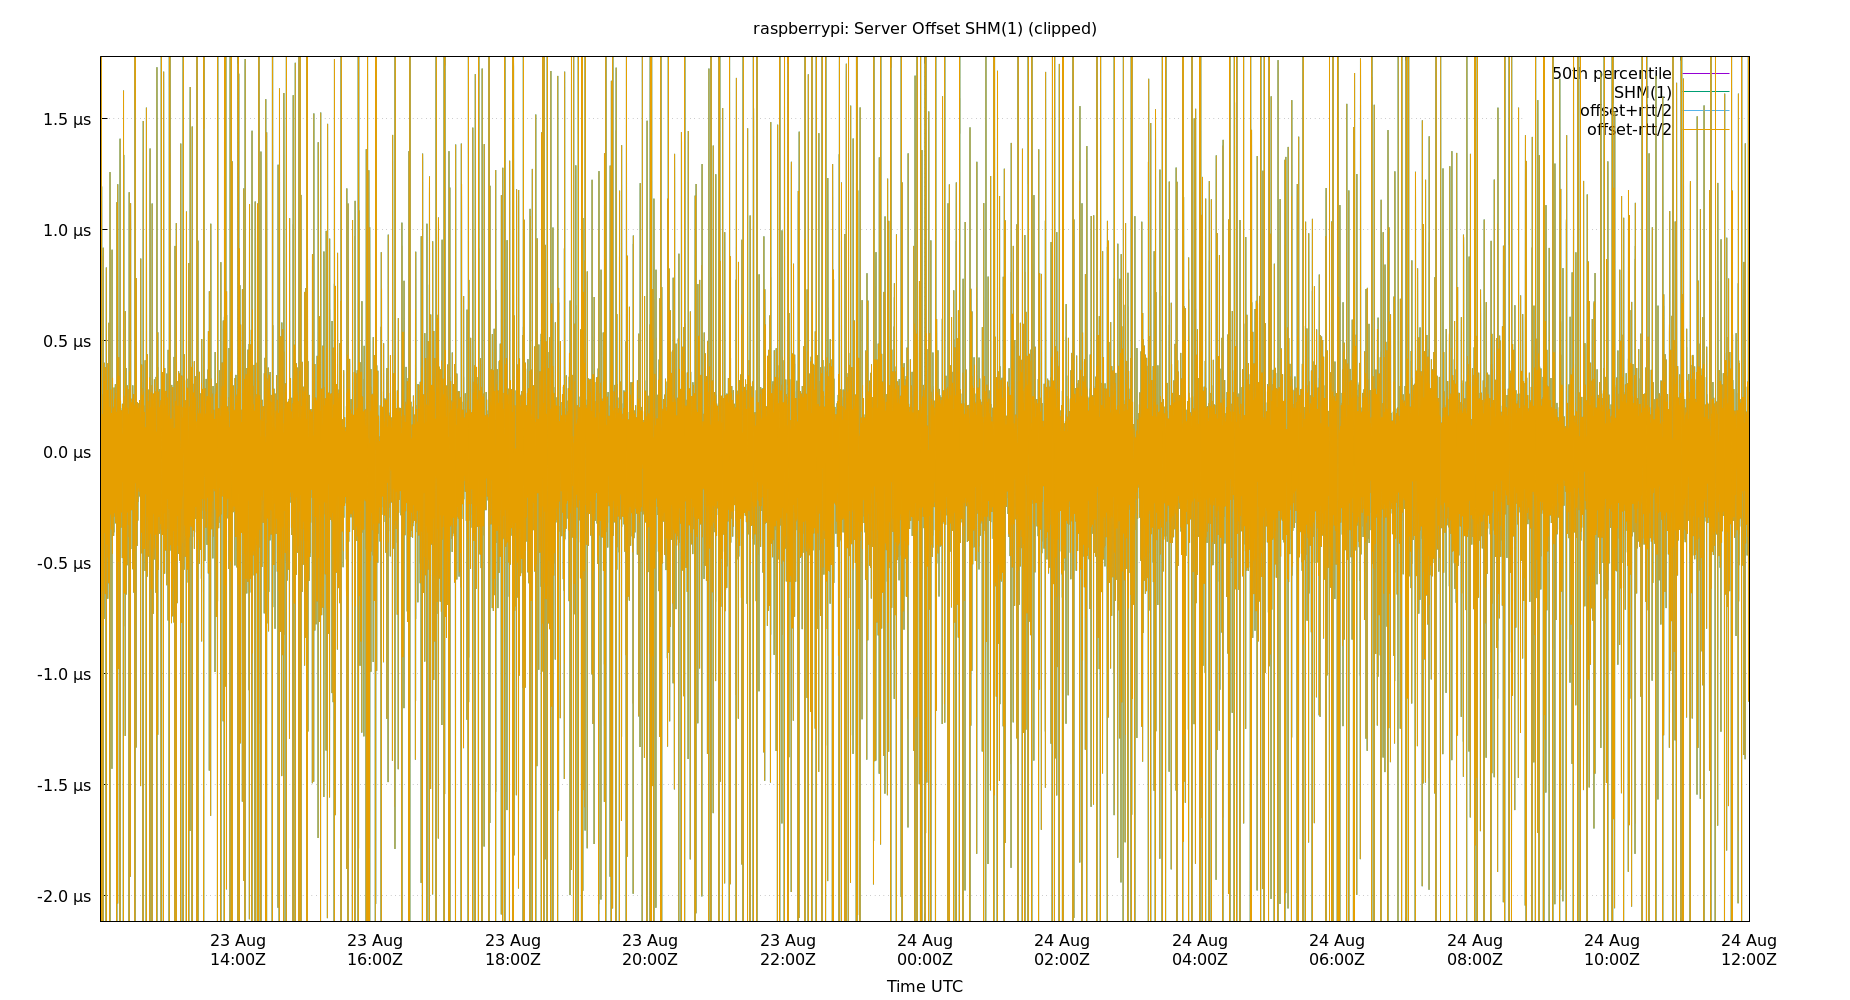 raspberrypi: Server Offset SHM(1) (clipped)
50th percentile
SHM(1)
offset+rtt/2
offset-rtt/2
1.5 µs
1.0 µs
0.5 µs
0.0 µs
-0.5 µs
-1.0 µs
-1.5 µs
-2.0 µs
23 Aug 23 Aug 23 Aug 23 Aug 23 Aug 24 Aug 24 Aug 24 Aug 24 Aug 24 Aug 24 Aug 24 Aug
14:00Z 16:00Z 18:00Z 20:00Z 22:00Z 00:00Z 02:00Z 04:00Z 06:00Z 08:00Z 10:00Z 12:00Z
Time UTC